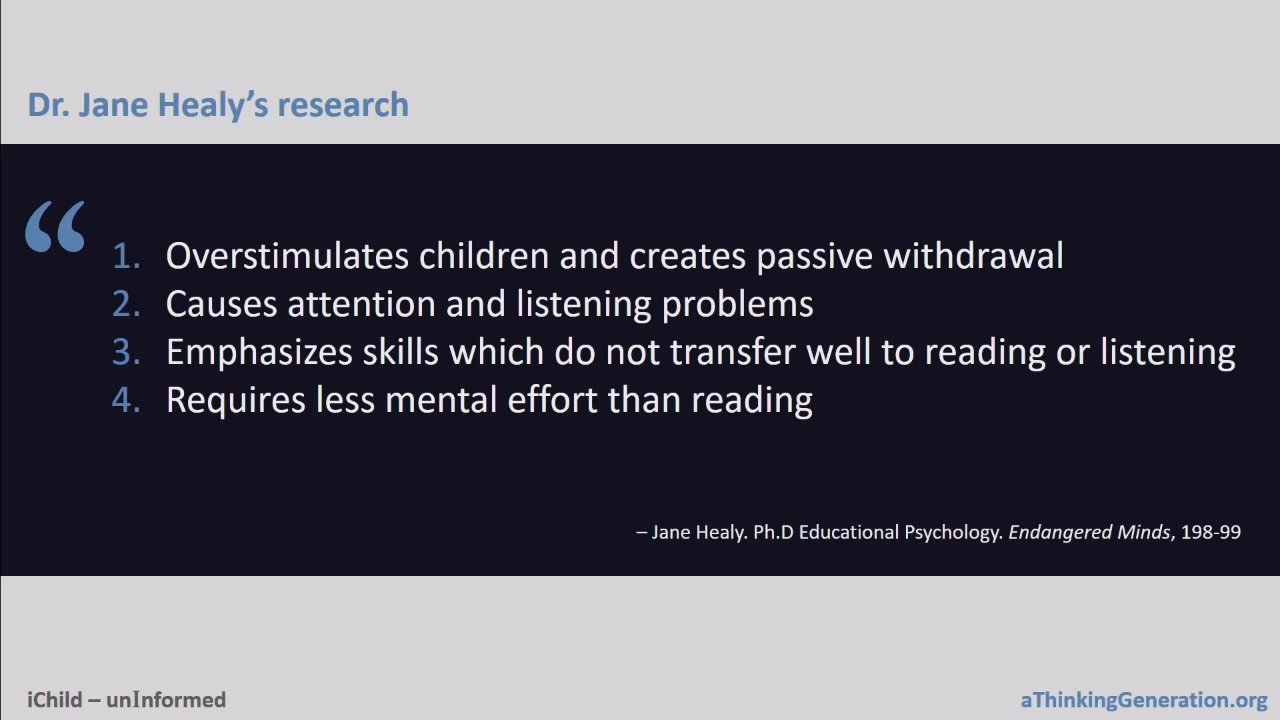 Dr. Jane Healy’s research
“
1. Overstimulates children and creates passive withdrawal
2. Causes attention and listening problems
3. Emphasizes skills which do not transfer well to reading or listening
4. Requires less mental effort than reading
– Jane Healy. Ph.D Educational Psychology. Endangered Minds, 198-99
iChild – unInformed
aThinkingGeneration.org